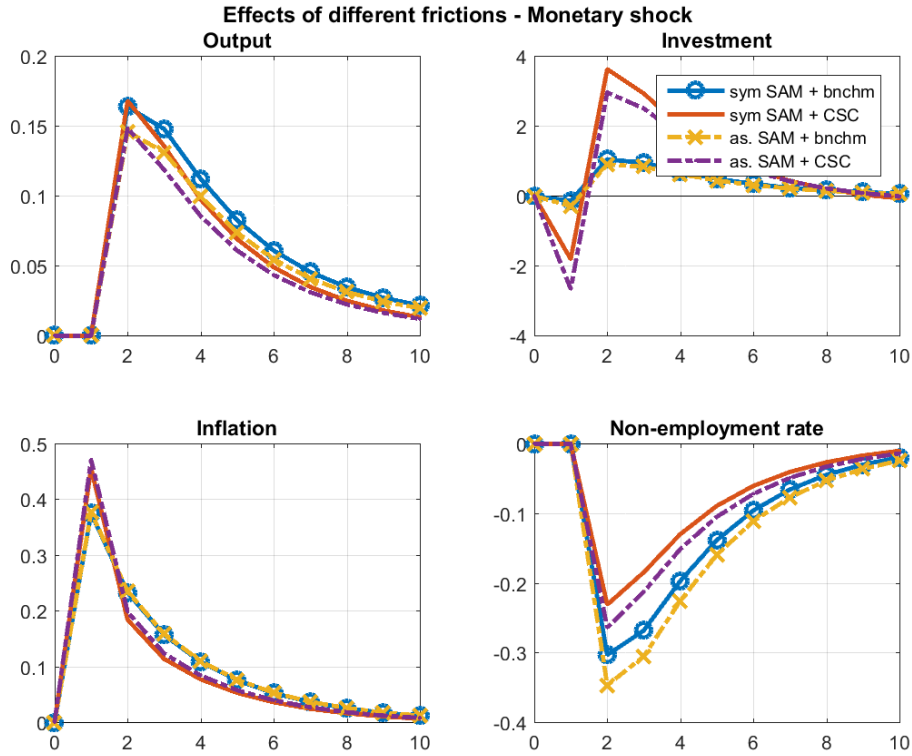 Effects of different frictions - Monetary shock
Output
0.2
0.15
0.1
0.05
0
0 2 4 6 8 10
Investment
4
2
0
-2
-4
0 2 4 6 8 10
sym SAM + bnchm
sym SAM + CSC
as. SAM + bnchm
as. SAM + CSC
Inflation
0.5
0.4
0.3
0.2
0.1
0
0 2 4 6 8 10
Non-employment rate
0
-0.1
-0.2
-0.3
-0.4
0 2 4 6 8 10